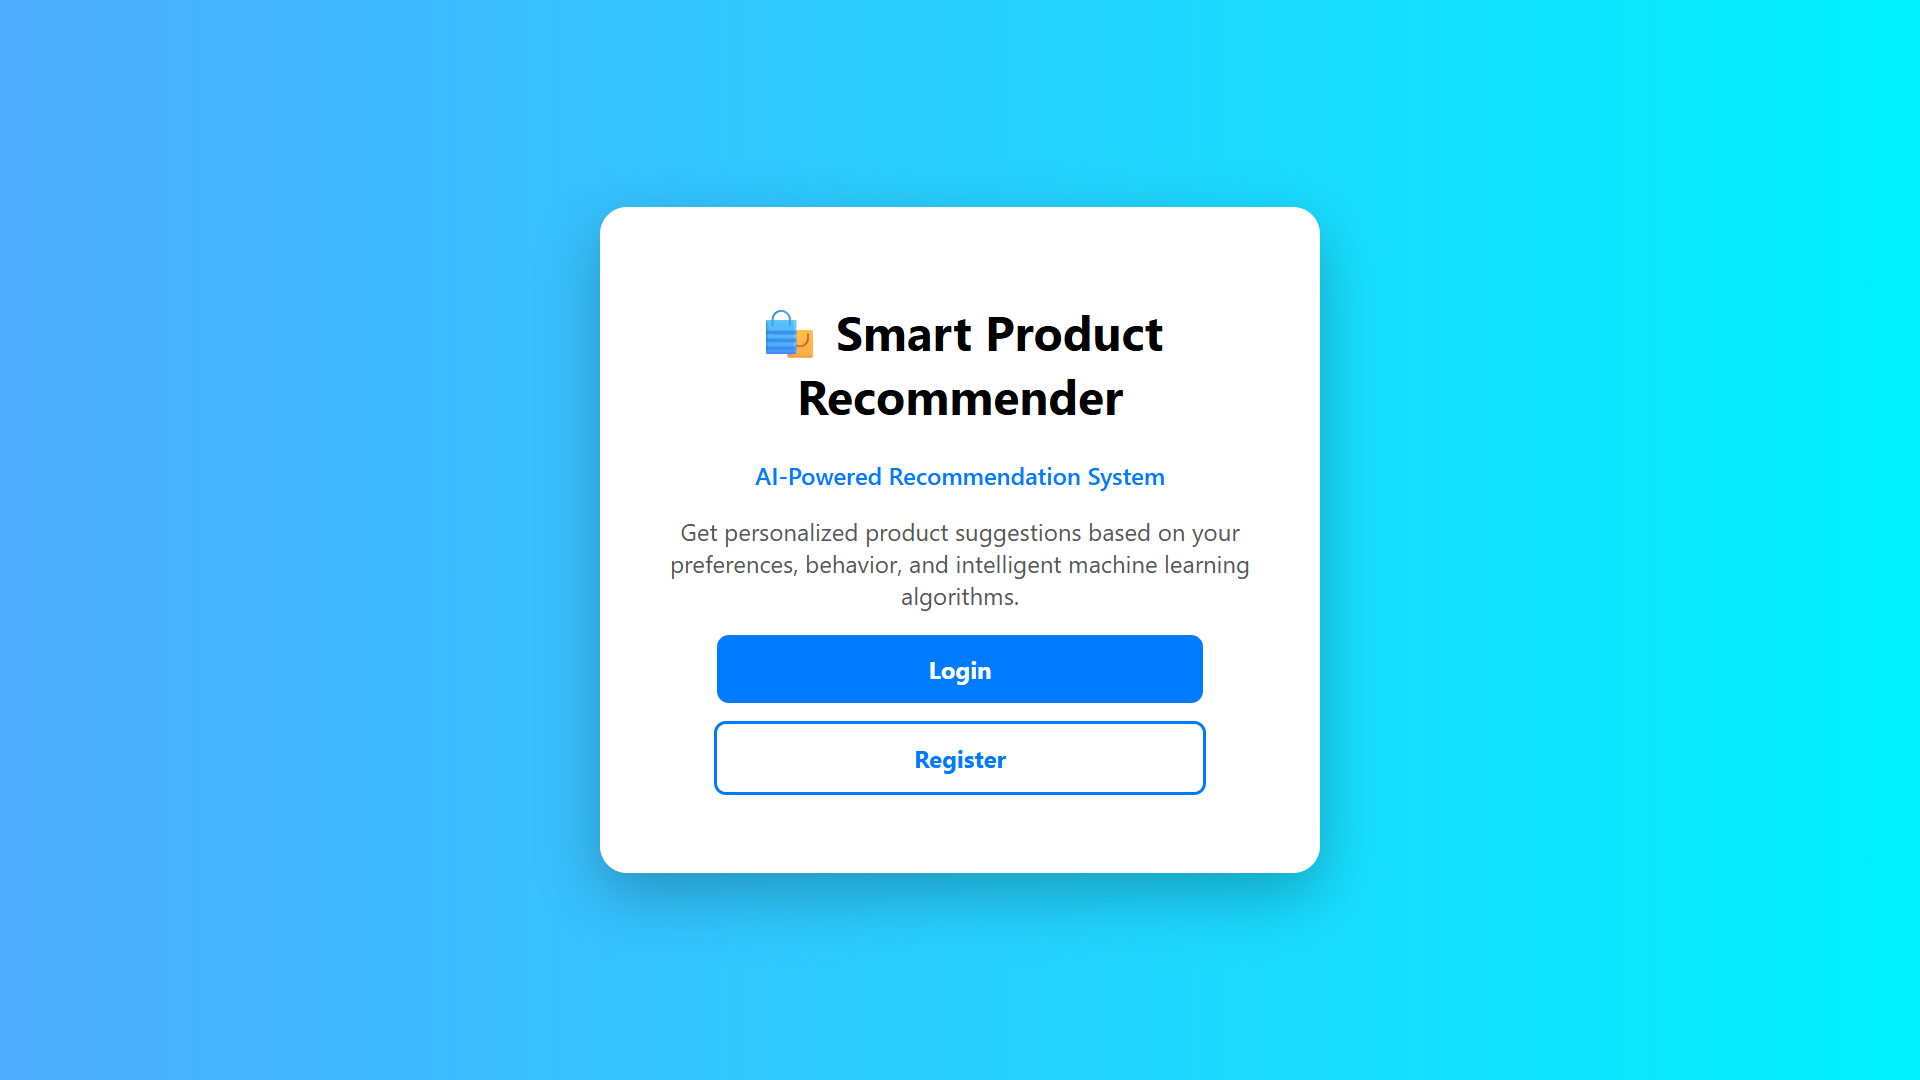 Smart Product
Recommender
AI-Powered Recommendation System
Get personalized product suggestions based on your
preferences, behavior, and intelligent machine learning
algorithms.
Login
Register